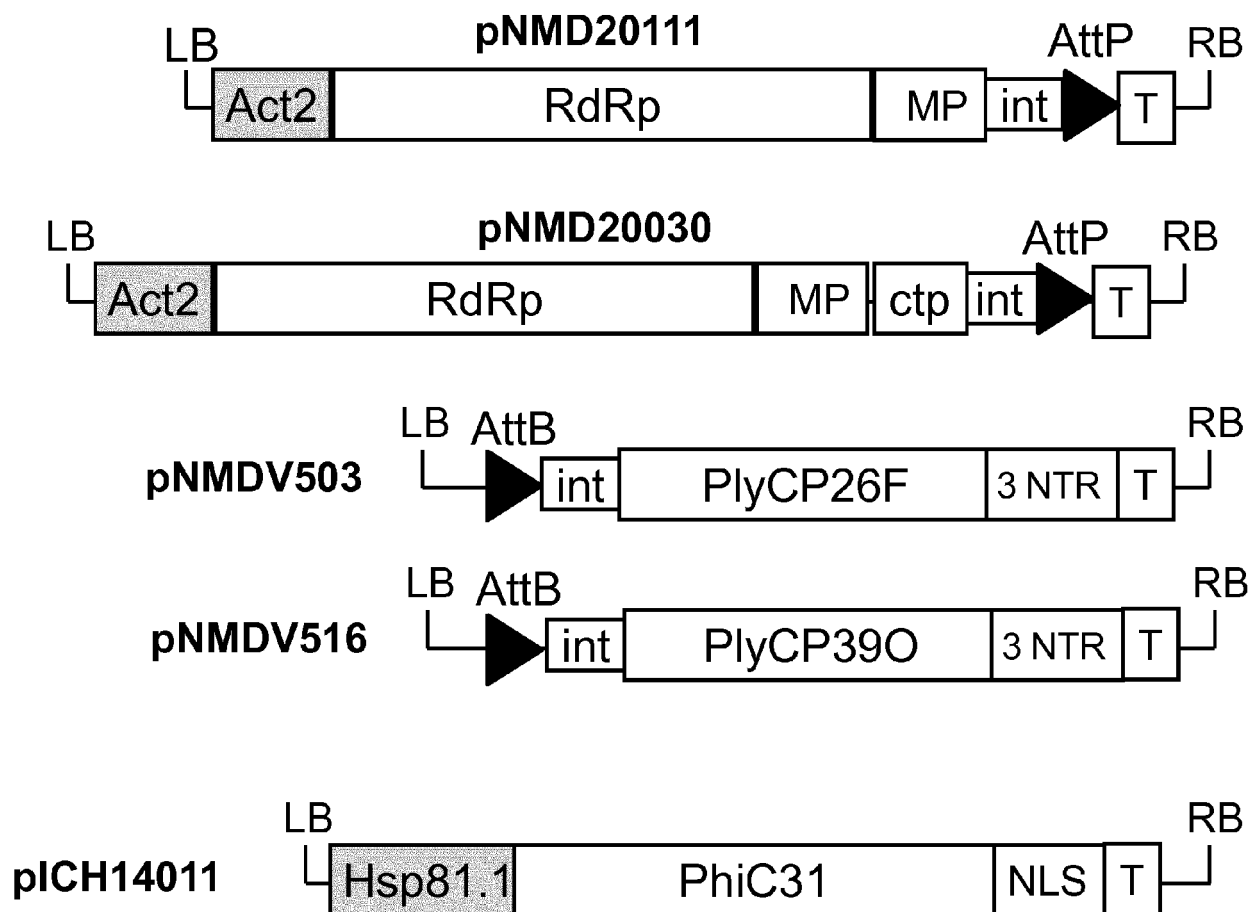 pNMD20111
LB AttP RB
Act2 RdRp MP int T
pNMD20030
LB AttP RB
Act2 RdRp MP ctp int T
LB AttB RB
pNMDV503 int PlyCP26F 3 NTR T
LB AttB RB
pNMDV516 int PlyCP39O 3 NTR T
LB RB
pICH14011 Hsp81.1 PhiC31 NLS T